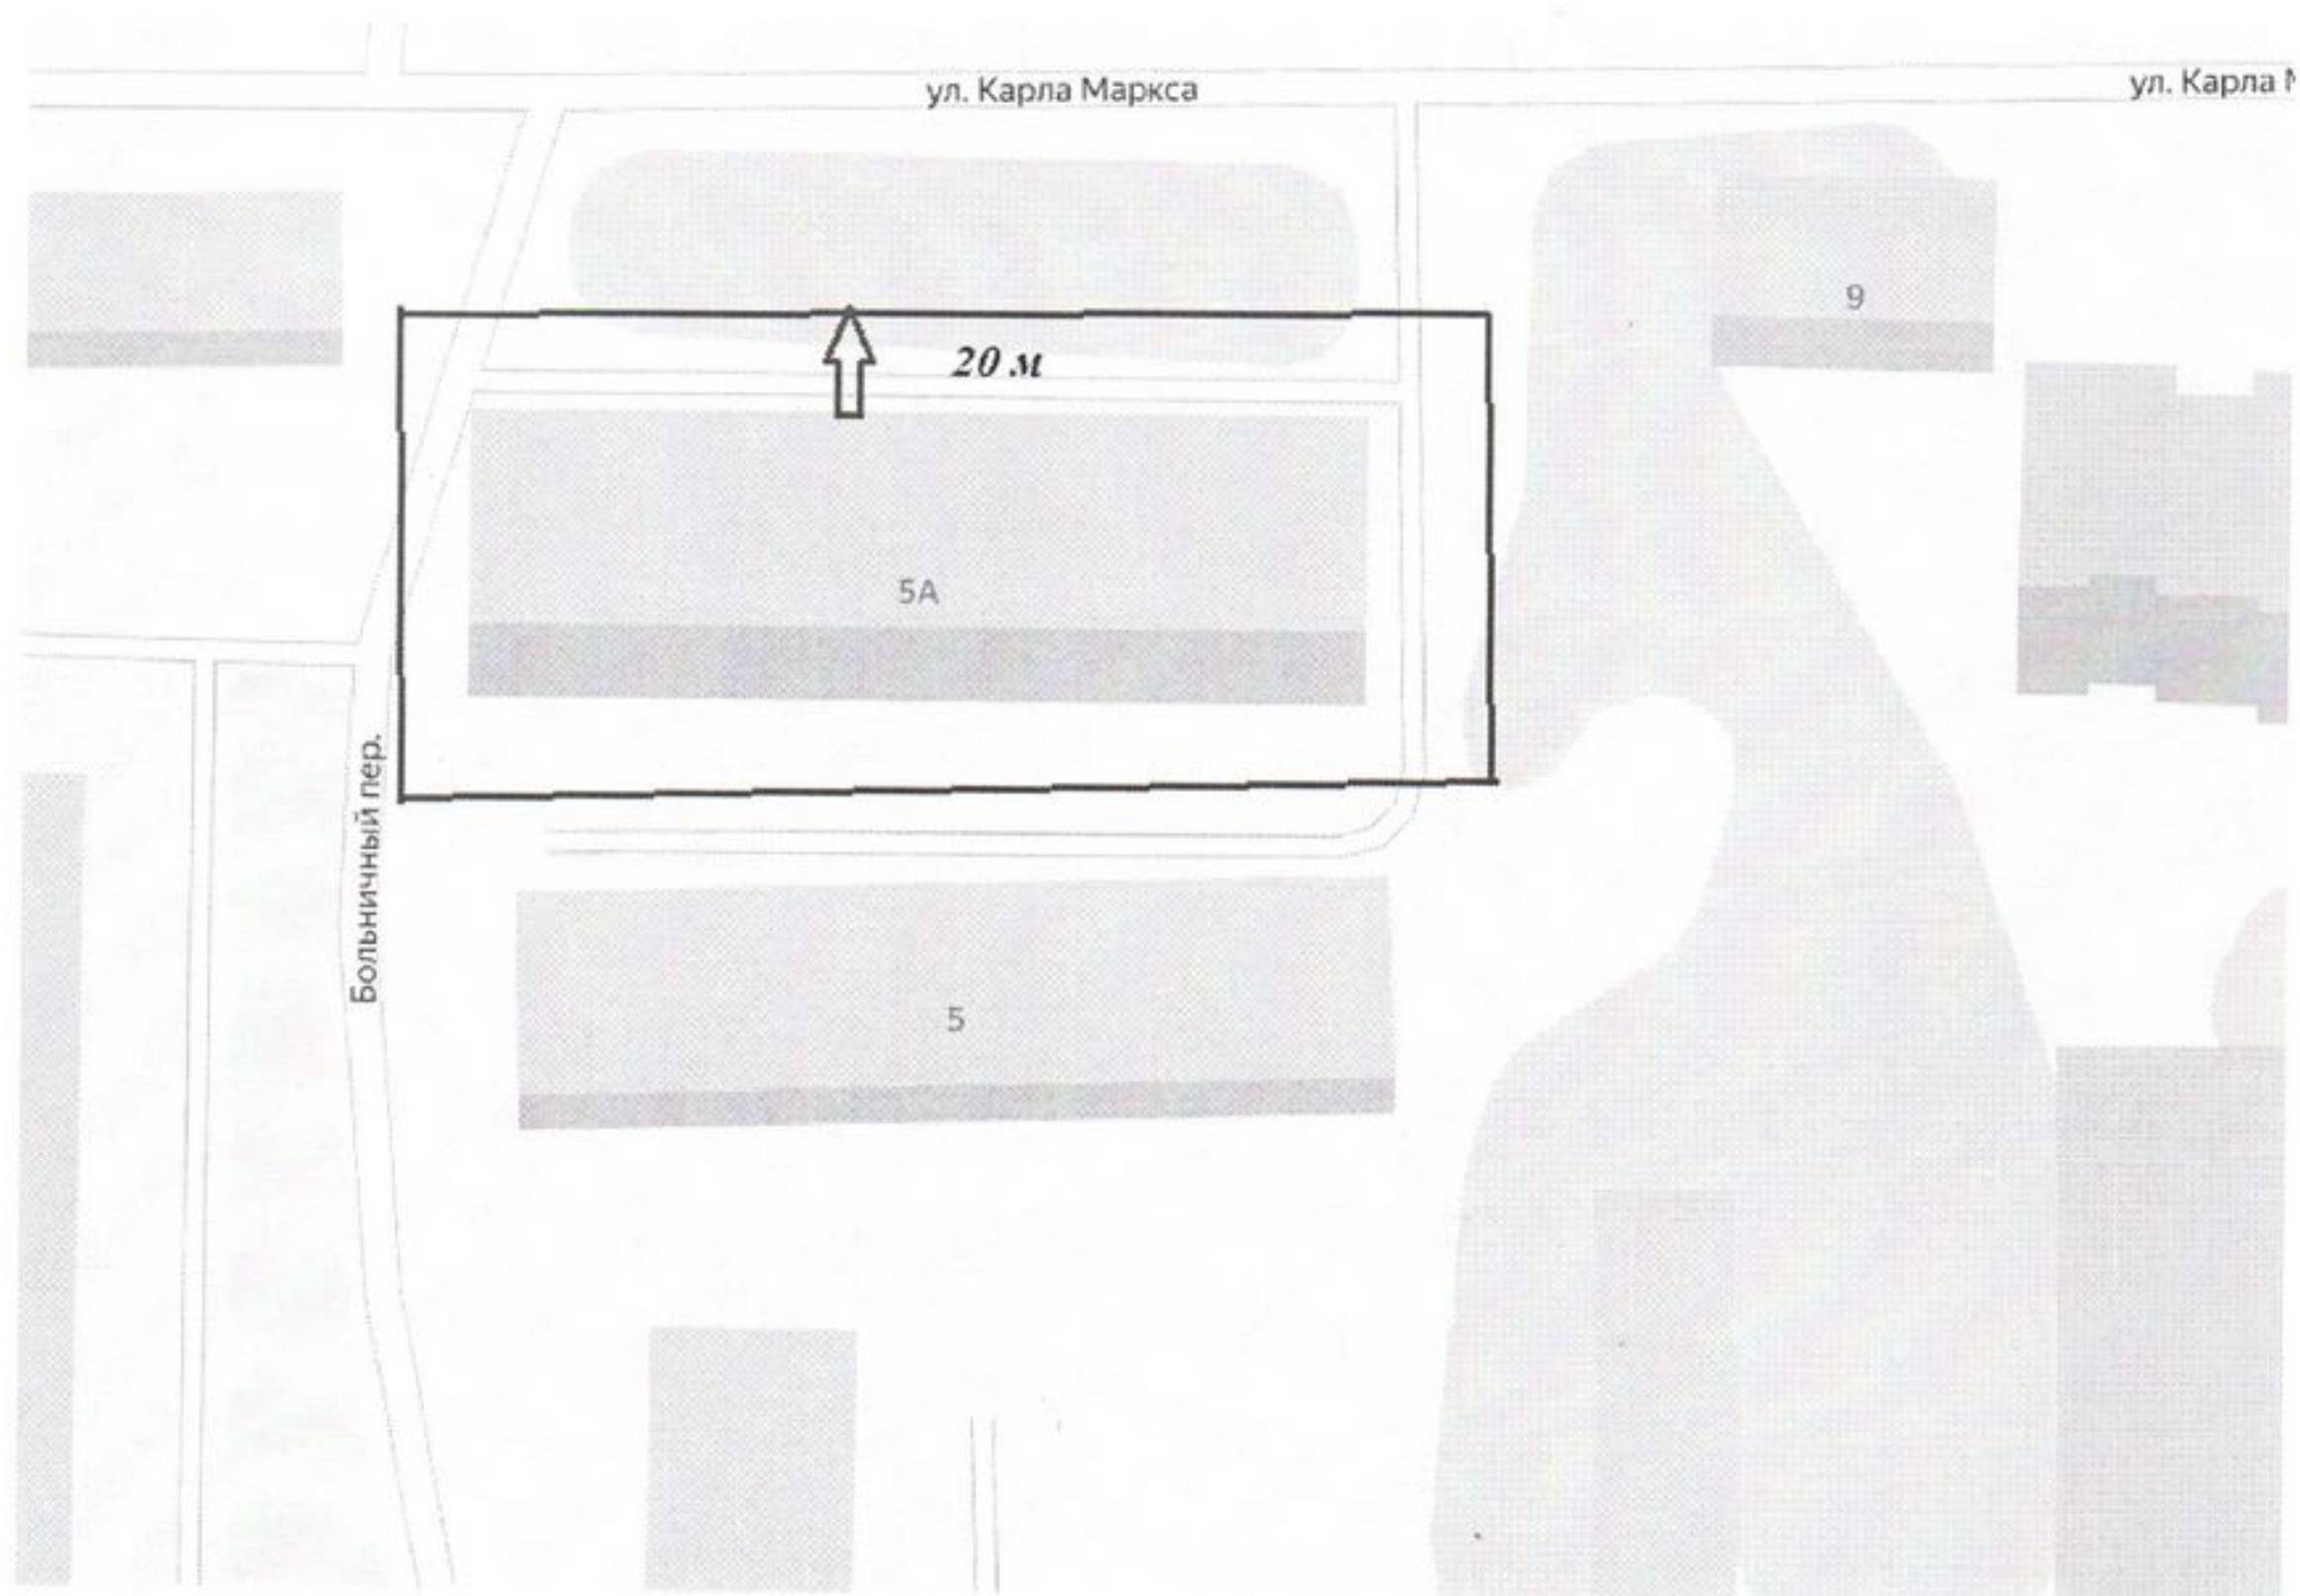 ул. Карла Маркса
ул. Карла
9
20 м
5А
Больничный пер.
5